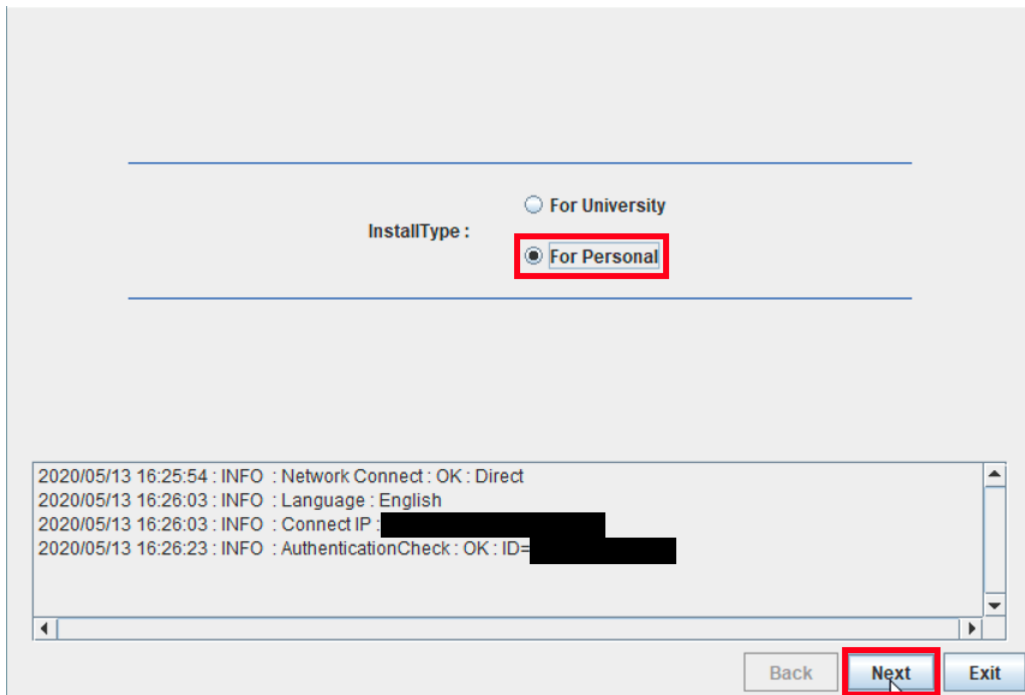 For University
InstallType :
For Personal
2020/05/13 16:25:54 : INFO : Network Connect : OK : Direct
2020/05/13 16:26:03 : INFO : Language : English
2020/05/13 16:26:03 : INFO : Connect IP :
2020/05/13 16:26:23 : INFO : AuthenticationCheck : OK : ID=
Back Next Exit